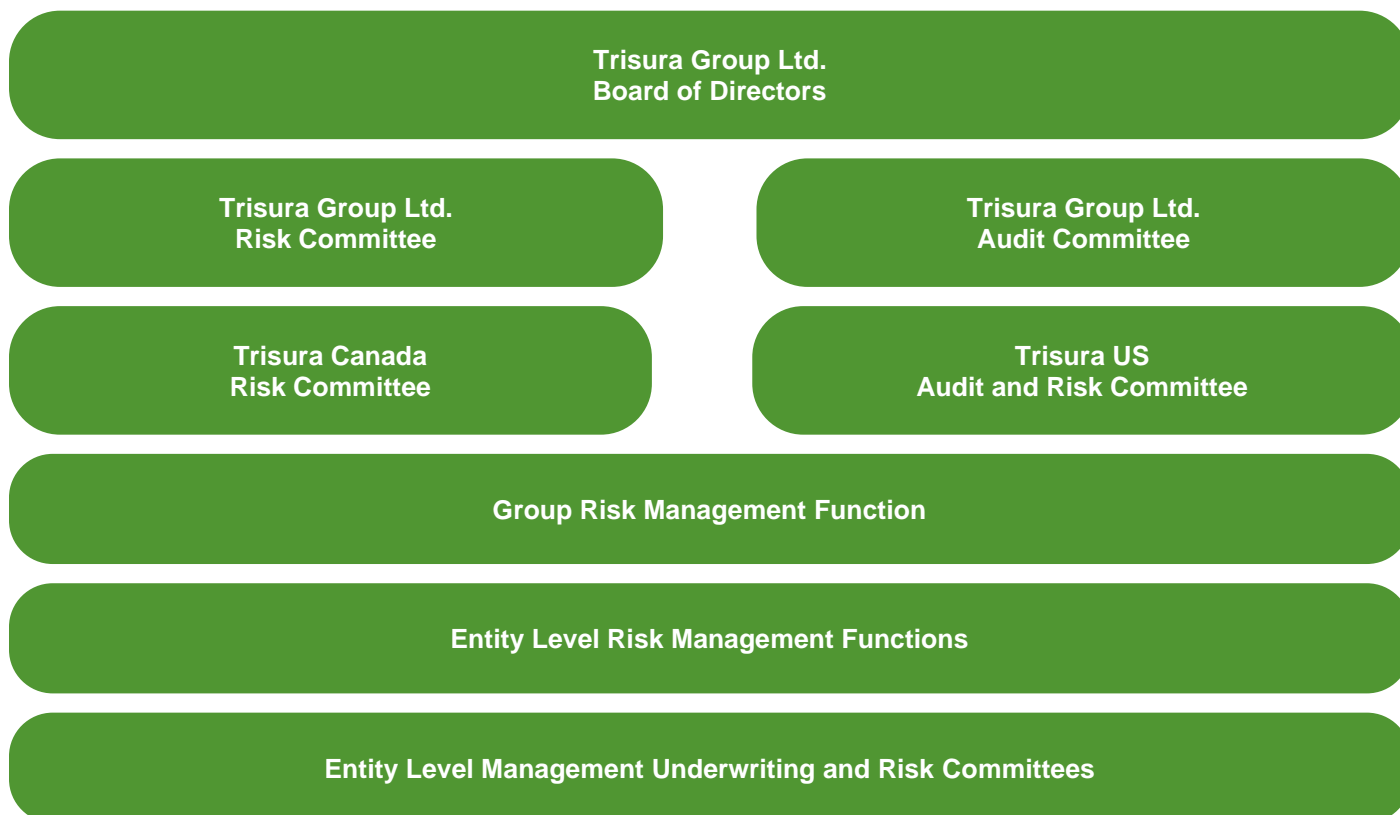 Trisura Group Ltd.
Board of Directors
Trisura Group Ltd.
Risk Committee
Trisura Group Ltd.
Audit Committee
Trisura Canada
Risk Committee
Trisura US
Audit and Risk Committee
Group Risk Management Function
Entity Level Risk Management Functions
Entity Level Management Underwriting and Risk Committees